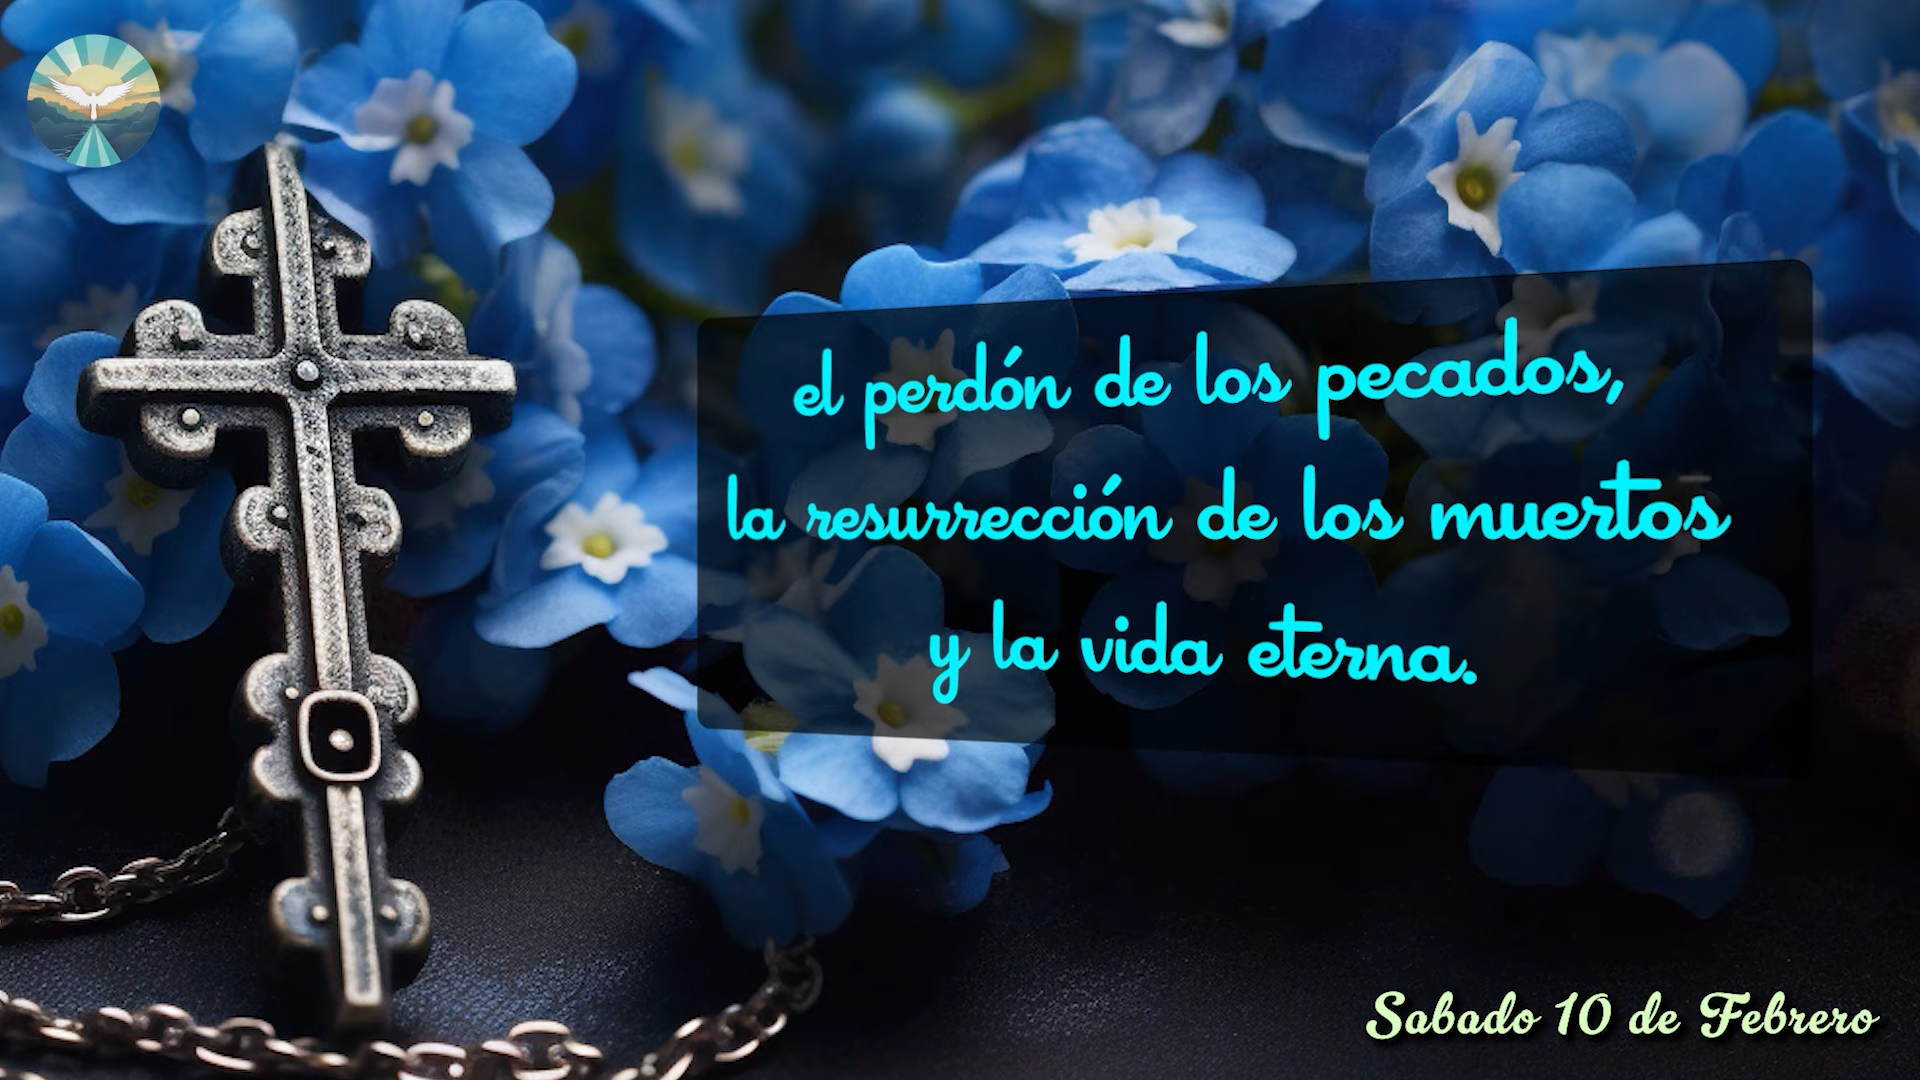 el perdón de los pecados,
la resurrección de los muertos
y la vida eterna.
Sabado 10 de Febrero